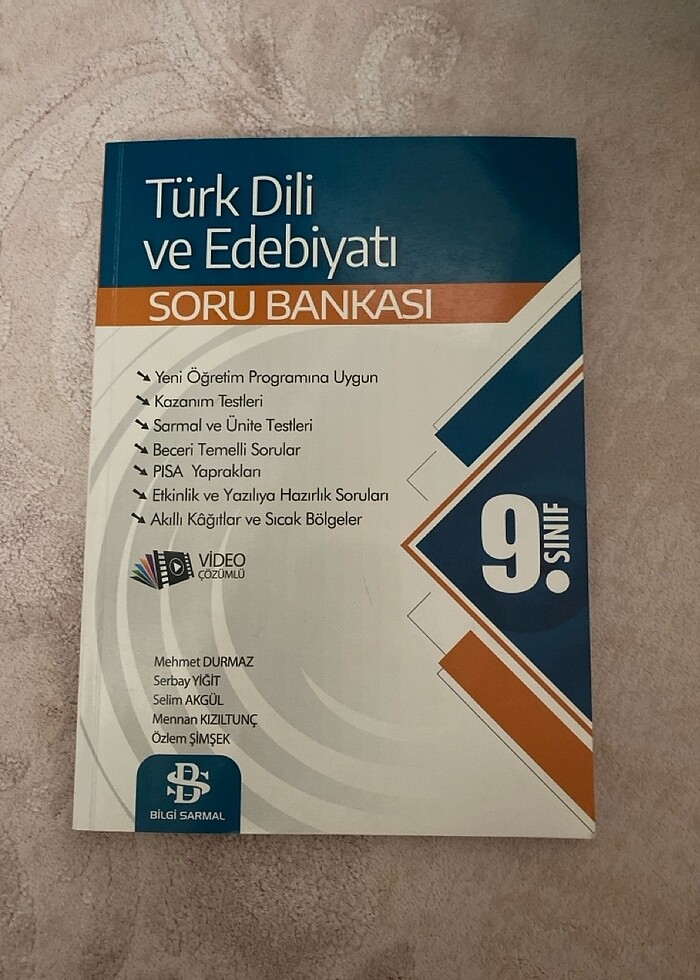 Türk Dili
ve Edebiyatı
SORU BANKASI
Yeni Öğretim Programına Uygun
Kazanım Testleri
Sarmal ve Ünite Testleri
Beceri Temelli Sorular
PISA Yaprakları
Etkinlik ve Yazılıya Hazırlık Soruları
Akıllı Kâğıtlar ve Sıcak Bölgeler
9. SINIF
VİDEO
ÇÖZÜMLÜ
Mehmet DURMAZ
Serbay YİĞİT
Selim AKGÜL
Mennan KIZILTUNÇ
Özlem ŞİMŞEK
BS
BİLGİ SARMAL